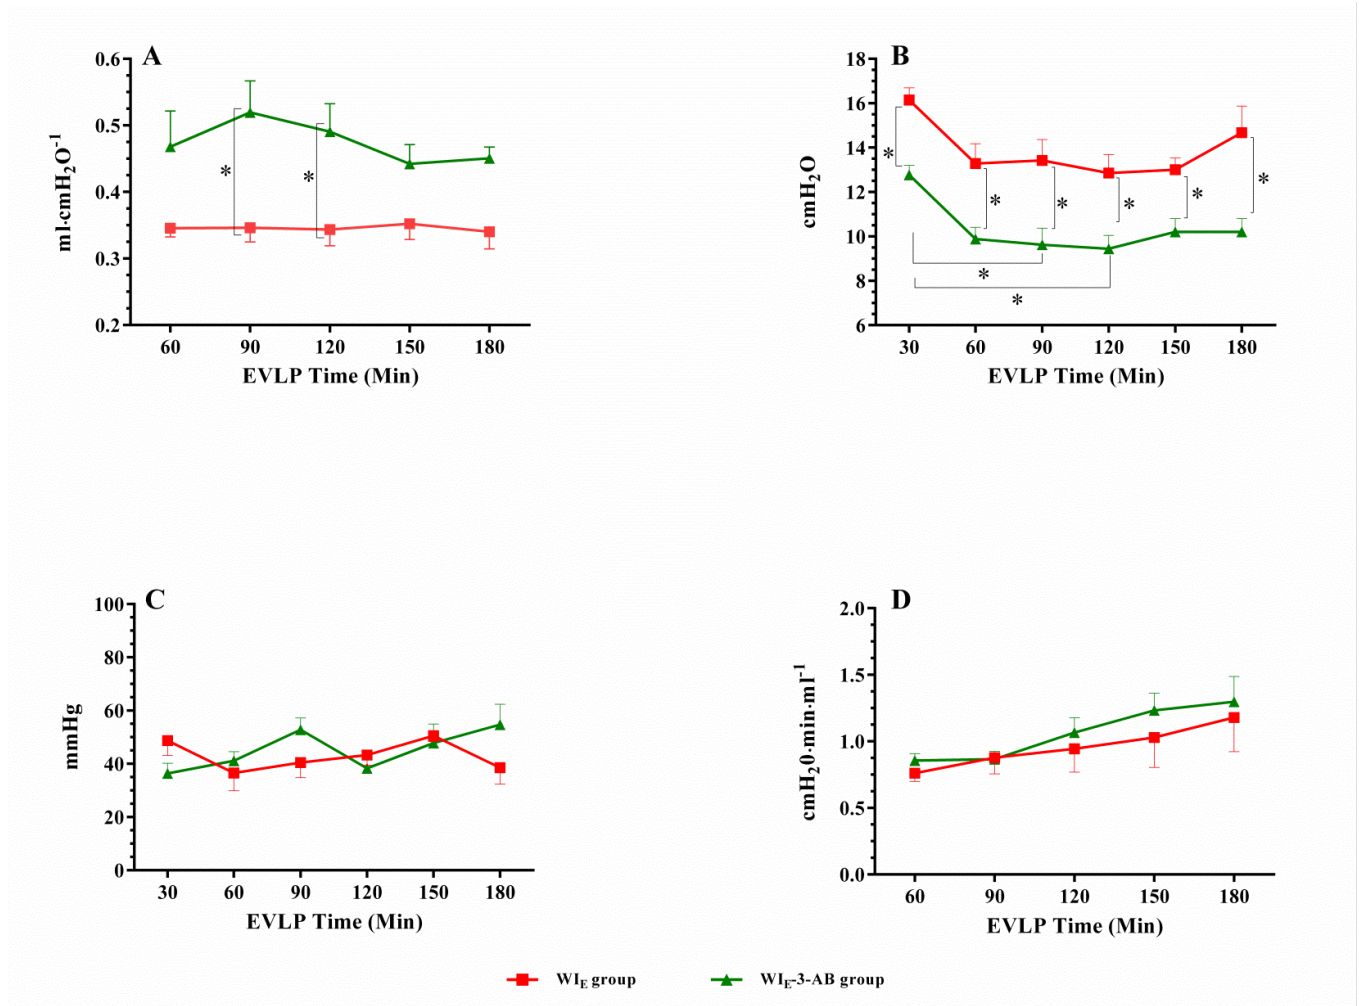 A
0.6
0.5
0.4
0.3
0.2
ml·cmH₂O⁻¹
*
*
60 90 120 150 180
EVLP Time (Min)
B
18
16
14
12
10
8
6
cmH₂O
*
*
*
*
*
*
*
*
30 60 90 120 150 180
EVLP Time (Min)
C
100
80
60
40
20
0
mmHg
30 60 90 120 150 180
EVLP Time (Min)
D
2.0
1.5
1.0
0.5
0.0
cmH₂0·min·ml⁻¹
60 90 120 150 180
EVLP Time (Min)
WI_E group
WI_E-3-AB group